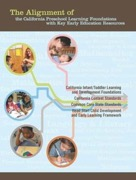 The Alignment of
the California Preschool Learning Foundations
with Key Early Education Resources
California Infant/Toddler Learning
and Development Foundations
California Content Standards
Common Core State Standards
Head Start Child Development
and Early Learning Framework